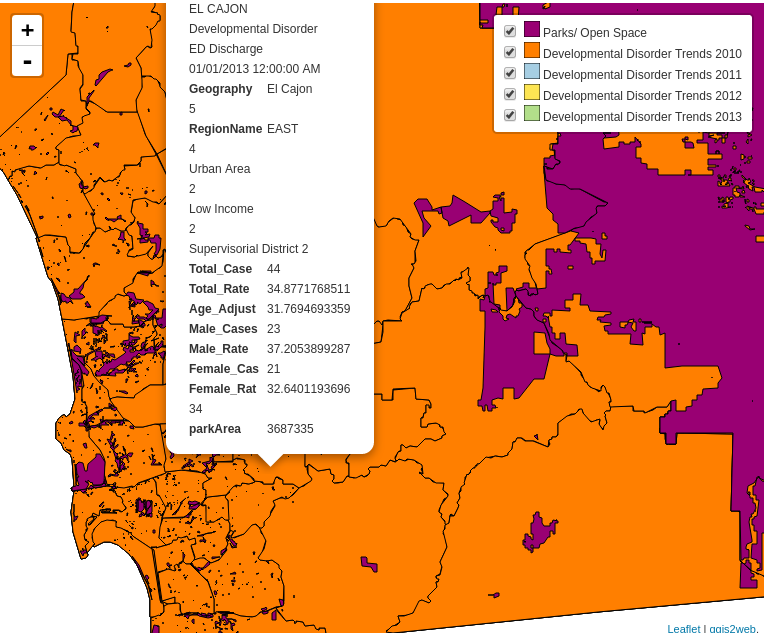 +
-
EL CAJON
Developmental Disorder
ED Discharge
01/01/2013 12:00:00 AM
Geography El Cajon
5
RegionName EAST
4
Urban Area
2
Low Income
2
Supervisorial District 2
Total_Case 44
Total_Rate 34.8771768511
Age_Adjust 31.7694693359
Male_Cases 23
Male_Rate 37.2053899287
Female_Cas 21
Female_Rat 32.6401193696
34
parkArea 3687335
Parks/ Open Space
Developmental Disorder Trends 2010
Developmental Disorder Trends 2011
Developmental Disorder Trends 2012
Developmental Disorder Trends 2013
Leaflet | qgis2web,